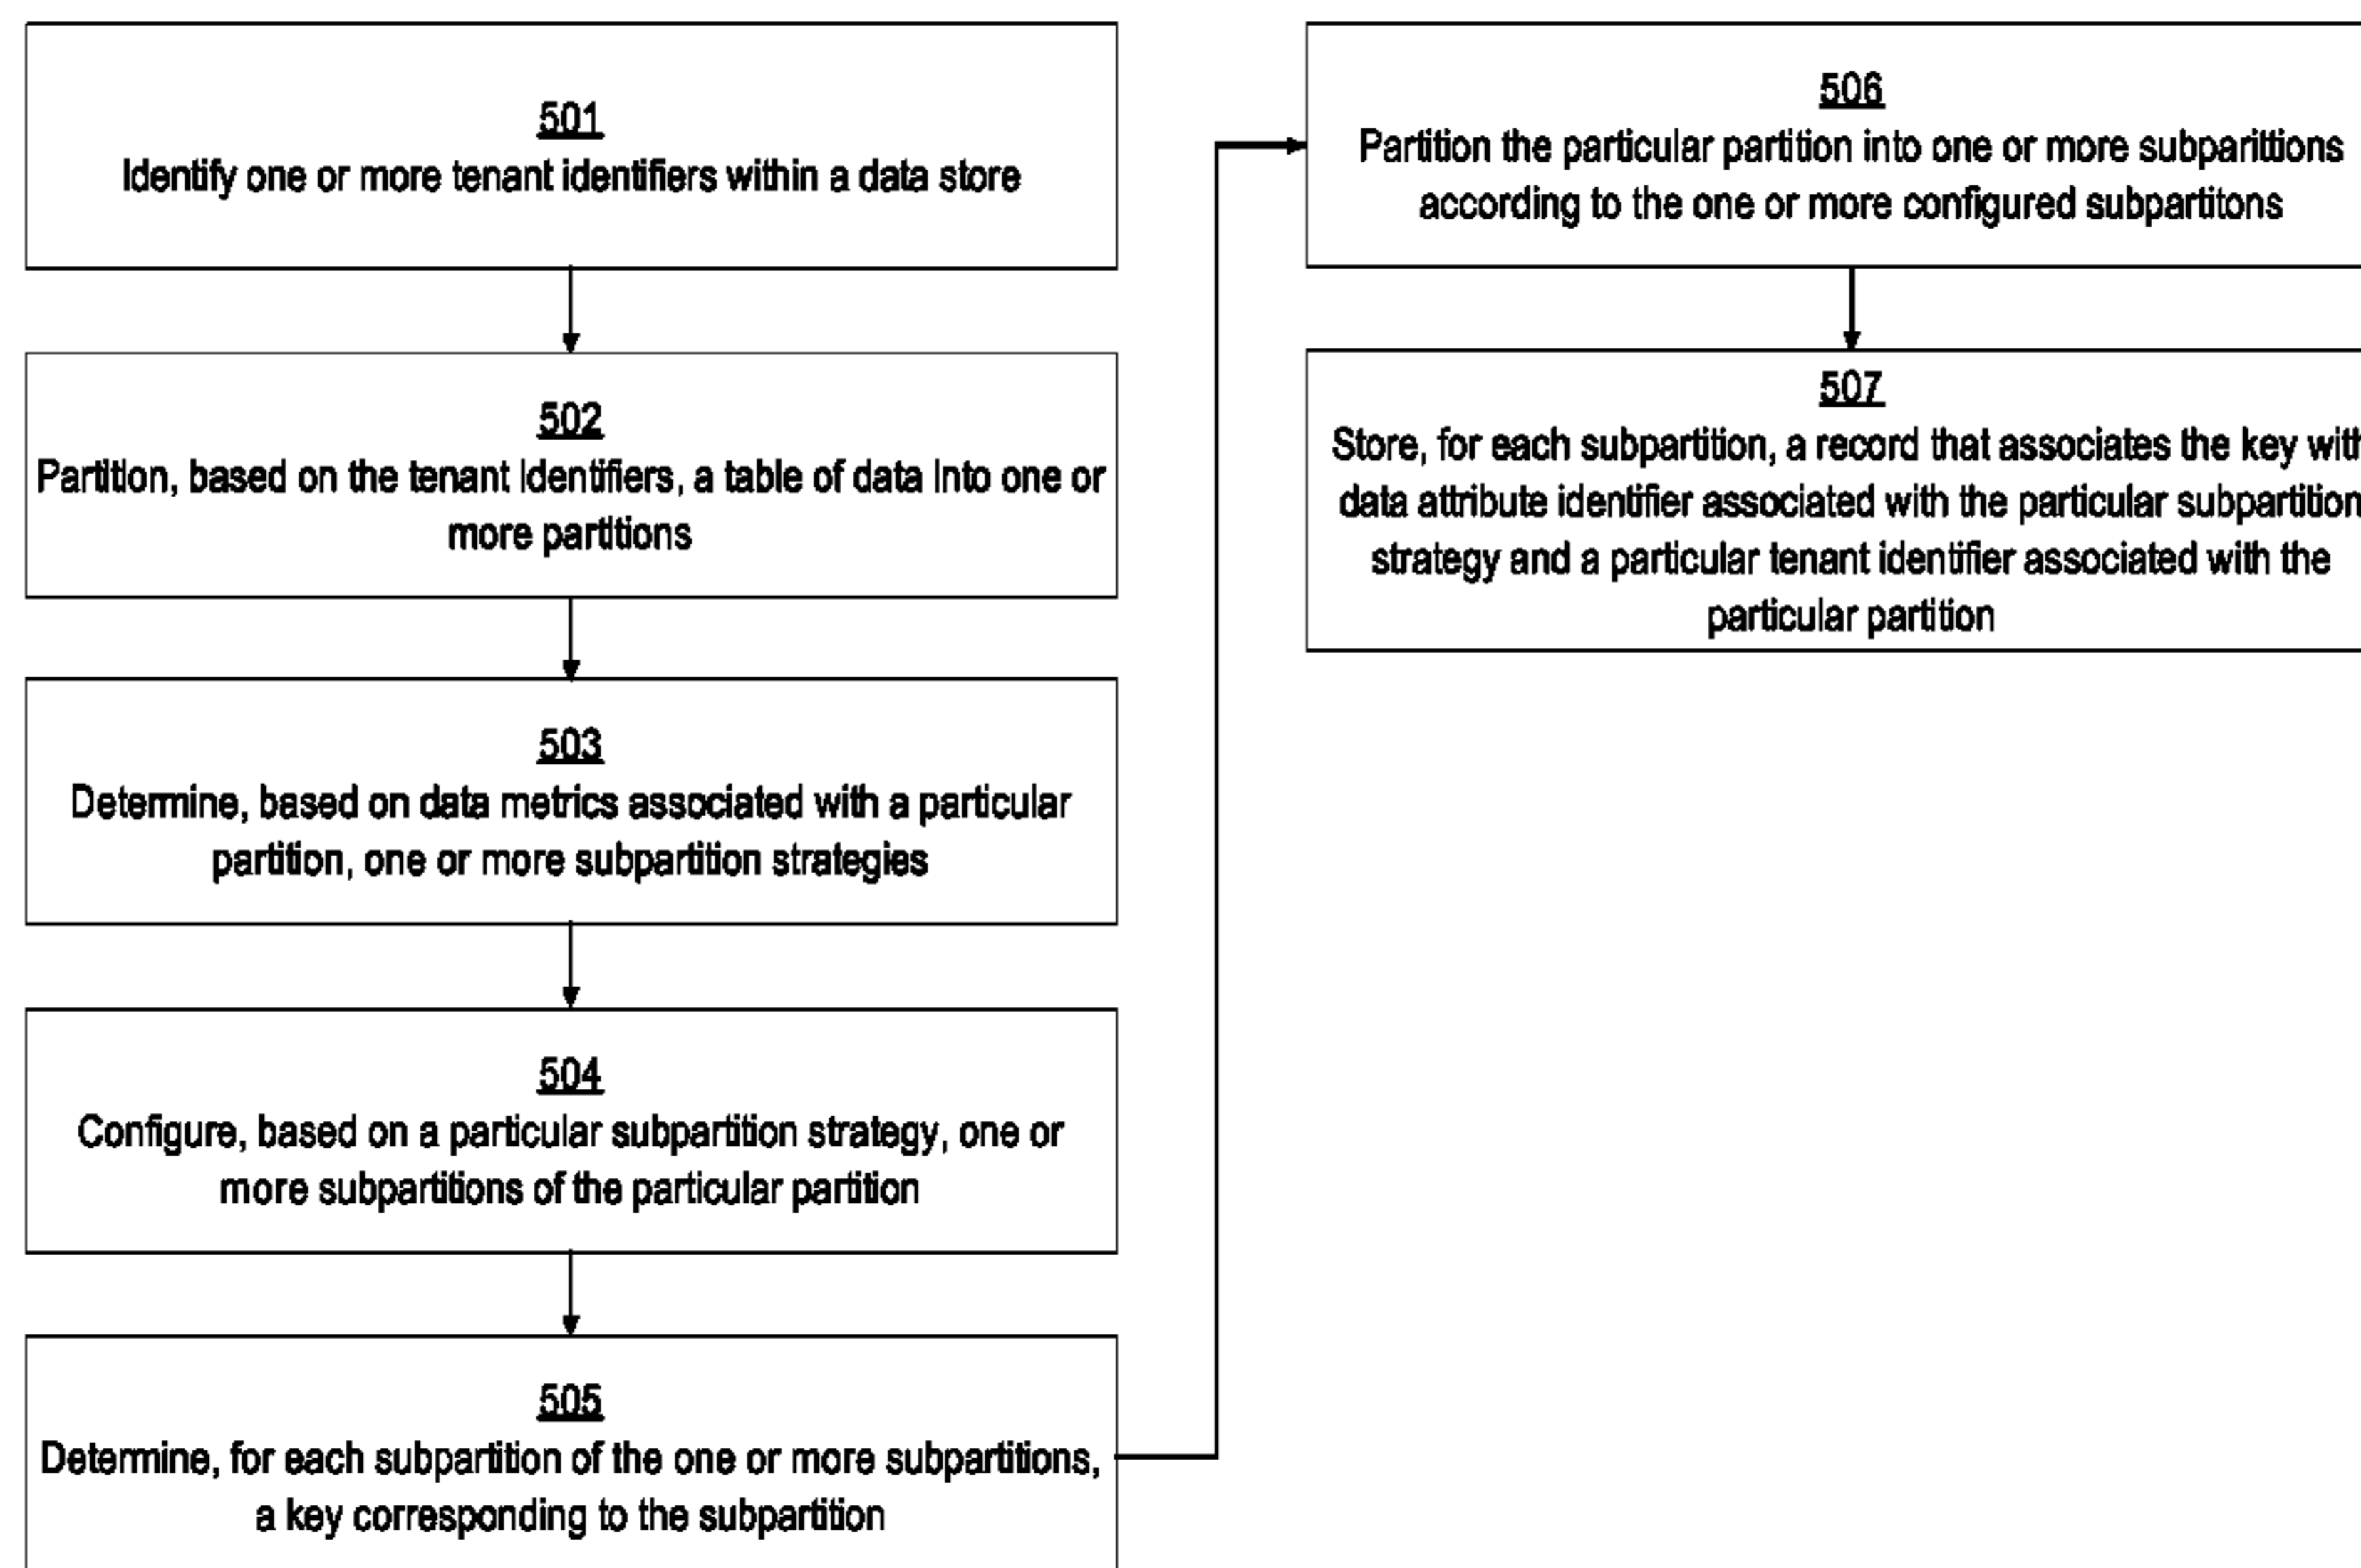 501
Identify one or more tenant identifiers within a data store
502
Partition, based on the tenant identifiers, a table of data into one or
more partitions
503
Determine, based on data metrics associated with a particular
partition, one or more subpartition strategies
504
Configure, based on a particular subpartition strategy, one or
more subpartitions of the particular partition
505
Determine, for each subpartition of the one or more subpartitions,
a key corresponding to the subpartition
506
Partition the particular partition into one or more subparittions
according to the one or more configured subpartitons
507
Store, for each subpartition, a record that associates the key with
data attribute identifier associated with the particular subpartition
strategy and a particular tenant identifier associated with the
particular partition